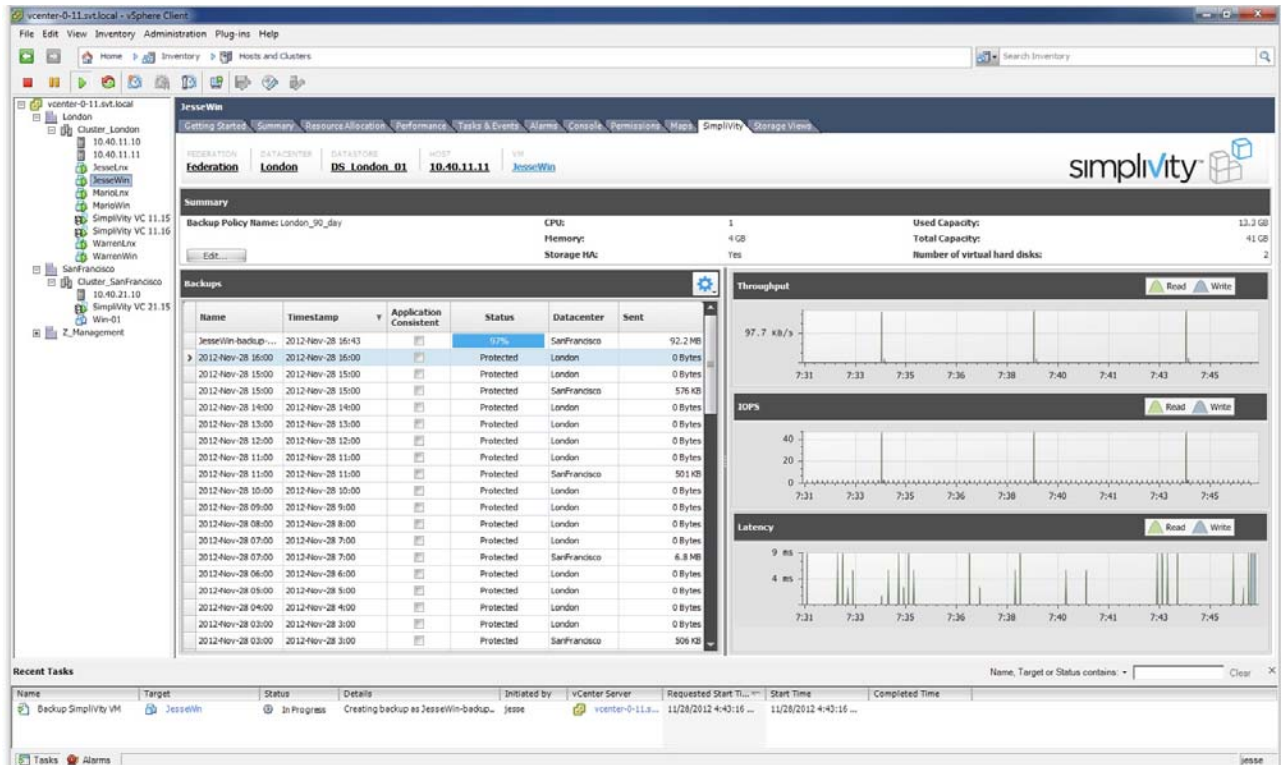 vcenter-0-11.svt.local - vSphere Client
File Edit View Inventory Administration Plug-ins Help
Home Inventory Hosts and Clusters
Search Inventory
vcenter-0-11.svt.local
London
Cluster_London
10.40.11.10
10.40.11.11
JesseLnx
JesseWin
MarioLnx
MarioWin
SimpliVity VC 11.15
SimpliVity VC 11.16
WarrenLnx
WarrenWin
SanFrancisco
Cluster_SanFrancisco
10.40.21.10
SimpliVity VC 21.15
Win-01
Z_Management
JesseWin
Getting Started Summary Resource Allocation Performance Tasks & Events Alarms Console Permissions Maps SimpliVity Storage Views
FEDERATION DATACENTER DATASTORE HOST VM
Federation London DS_London_01 10.40.11.11 JesseWin
simplivity
Summary
Backup Policy Name: London_90_day CPU: 1 Used Capacity: 13.3 GB
Memory: 4 GB Total Capacity: 41 GB
Edit... Storage HA: Yes Number of virtual hard disks: 2
Backups
Name Timestamp Application Consistent Status Datacenter Sent
JesseWin-backup-... 2012-Nov-28 16:43 97% SanFrancisco 92.2 MB
2012-Nov-28 16:00 2012-Nov-28 16:00 Protected London 0 Bytes
2012-Nov-28 15:00 2012-Nov-28 15:00 Protected London 0 Bytes
2012-Nov-28 15:00 2012-Nov-28 15:00 Protected SanFrancisco 576 KB
2012-Nov-28 14:00 2012-Nov-28 14:00 Protected London 0 Bytes
2012-Nov-28 13:00 2012-Nov-28 13:00 Protected London 0 Bytes
2012-Nov-28 12:00 2012-Nov-28 12:00 Protected London 0 Bytes
2012-Nov-28 11:00 2012-Nov-28 11:00 Protected London 0 Bytes
2012-Nov-28 11:00 2012-Nov-28 11:00 Protected SanFrancisco 501 KB
2012-Nov-28 10:00 2012-Nov-28 10:00 Protected London 0 Bytes
2012-Nov-28 09:00 2012-Nov-28 9:00 Protected London 0 Bytes
2012-Nov-28 08:00 2012-Nov-28 8:00 Protected London 0 Bytes
2012-Nov-28 07:00 2012-Nov-28 7:00 Protected London 0 Bytes
2012-Nov-28 07:00 2012-Nov-28 7:00 Protected SanFrancisco 6.8 MB
2012-Nov-28 06:00 2012-Nov-28 6:00 Protected London 0 Bytes
2012-Nov-28 05:00 2012-Nov-28 5:00 Protected London 0 Bytes
2012-Nov-28 04:00 2012-Nov-28 4:00 Protected London 0 Bytes
2012-Nov-28 03:00 2012-Nov-28 3:00 Protected London 0 Bytes
2012-Nov-28 03:00 2012-Nov-28 3:00 Protected SanFrancisco 506 KB
Throughput Read Write
97.7 KB/s
7:31 7:33 7:35 7:36 7:38 7:40 7:41 7:43 7:45
IOPS Read Write
40
20
0
7:31 7:33 7:35 7:36 7:38 7:40 7:41 7:43 7:45
Latency Read Write
9 ms
4 ms
7:31 7:33 7:35 7:36 7:38 7:40 7:41 7:43 7:45
Recent Tasks Name, Target or Status contains: Clear
Name Target Status Details Initiated by vCenter Server Requested Start Ti... Start Time Completed Time
Backup SimpliVity VM JesseWin In Progress Creating backup as JesseWin-backup... jesse vcenter-0-11.s... 11/28/2012 4:43:16 ... 11/28/2012 4:43:16 ...
Tasks Alarms jesse